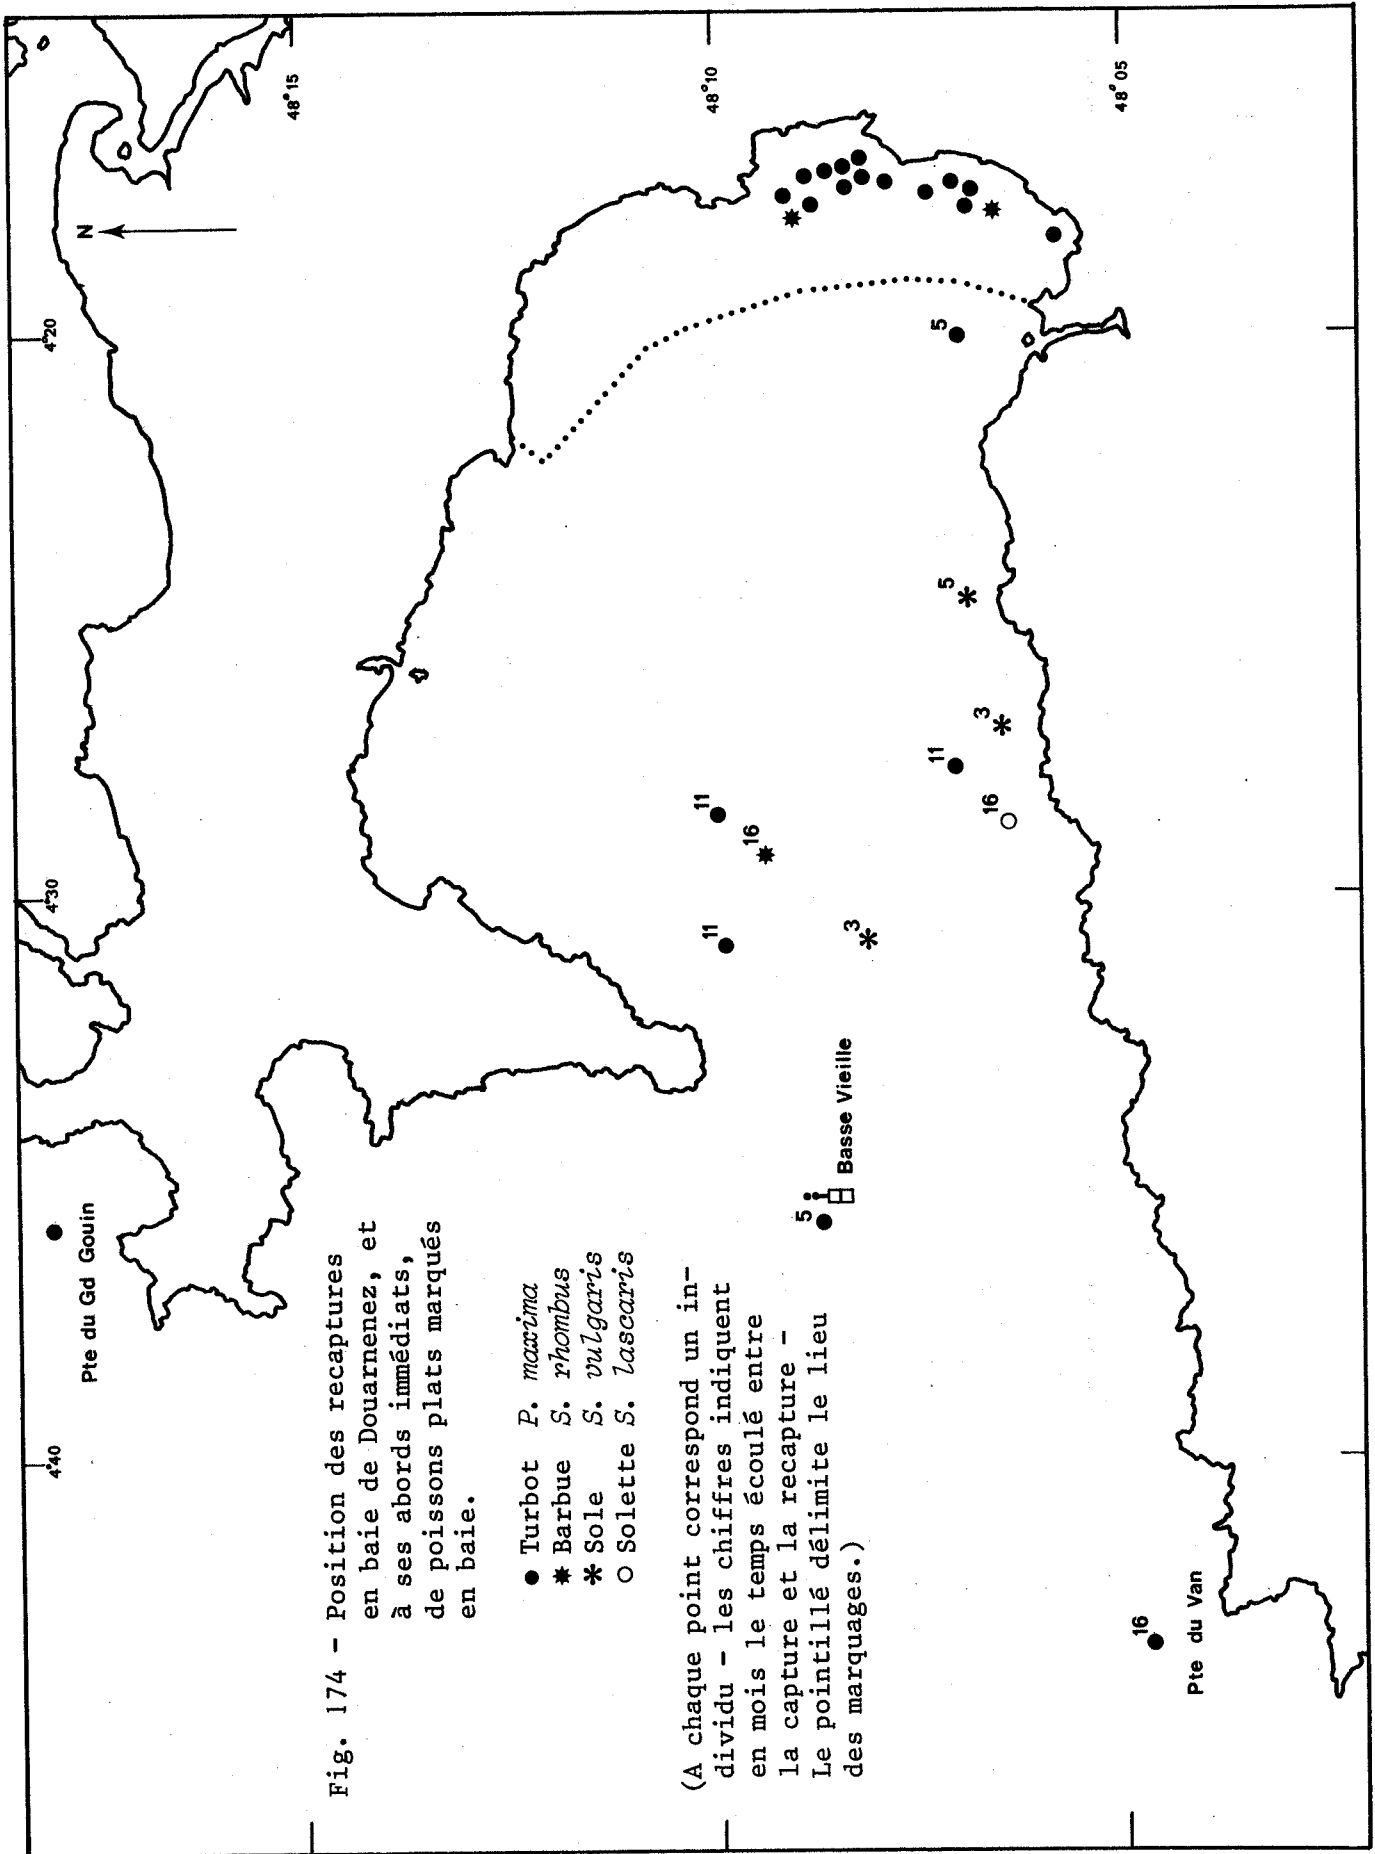 Fig. 174 - Position des recaptures
en baie de Douarnenez, et
à ses abords immédiats,
de poissons plats marqués
en baie.
● Turbot P. maxima
✸ Barbue S. rhombus
* Sole S. vulgaris
○ Solette S. lascaris
(A chaque point correspond un in-
dividu - les chiffres indiquent
en mois le temps écoulé entre
la capture et la recapture -
Le pointillé délimite le lieu
des marquages.)
4°40
4°30
4°20
48°15
48°10
48°05
N
Pte du Gd Gouin
Basse Vieille
Pte du Van
5
11
11
16
3
11
16
3
5
5
16